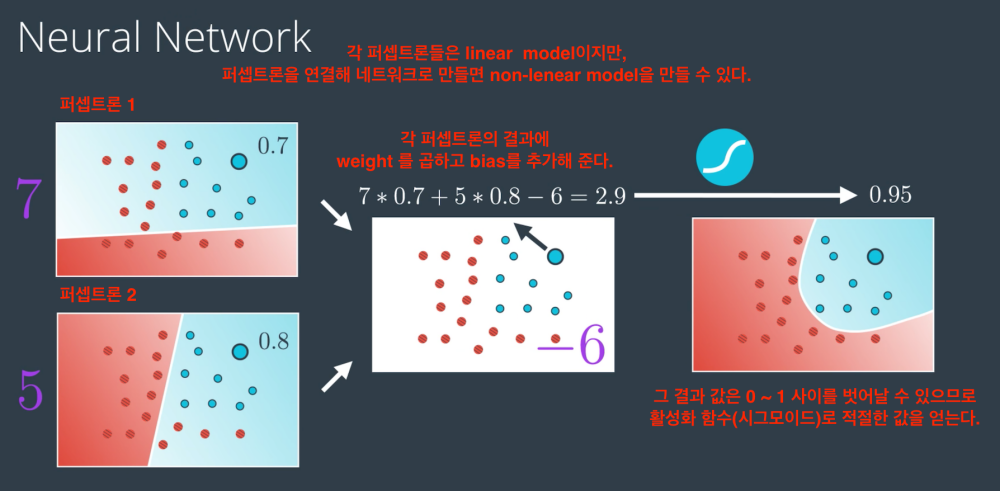 Neural Network
각 퍼셉트론들은 linear model이지만,
퍼셉트론을 연결해 네트워크로 만들면 non-lenear model을 만들 수 있다.
퍼셉트론 1
0.7
7
각 퍼셉트론의 결과에
weight 를 곱하고 bias를 추가해 준다.
7 * 0.7 + 5 * 0.8 − 6 = 2.9
0.95
−6
퍼셉트론 2
0.8
5
그 결과 값은 0 ~ 1 사이를 벗어날 수 있으므로
활성화 함수(시그모이드)로 적절한 값을 얻는다.